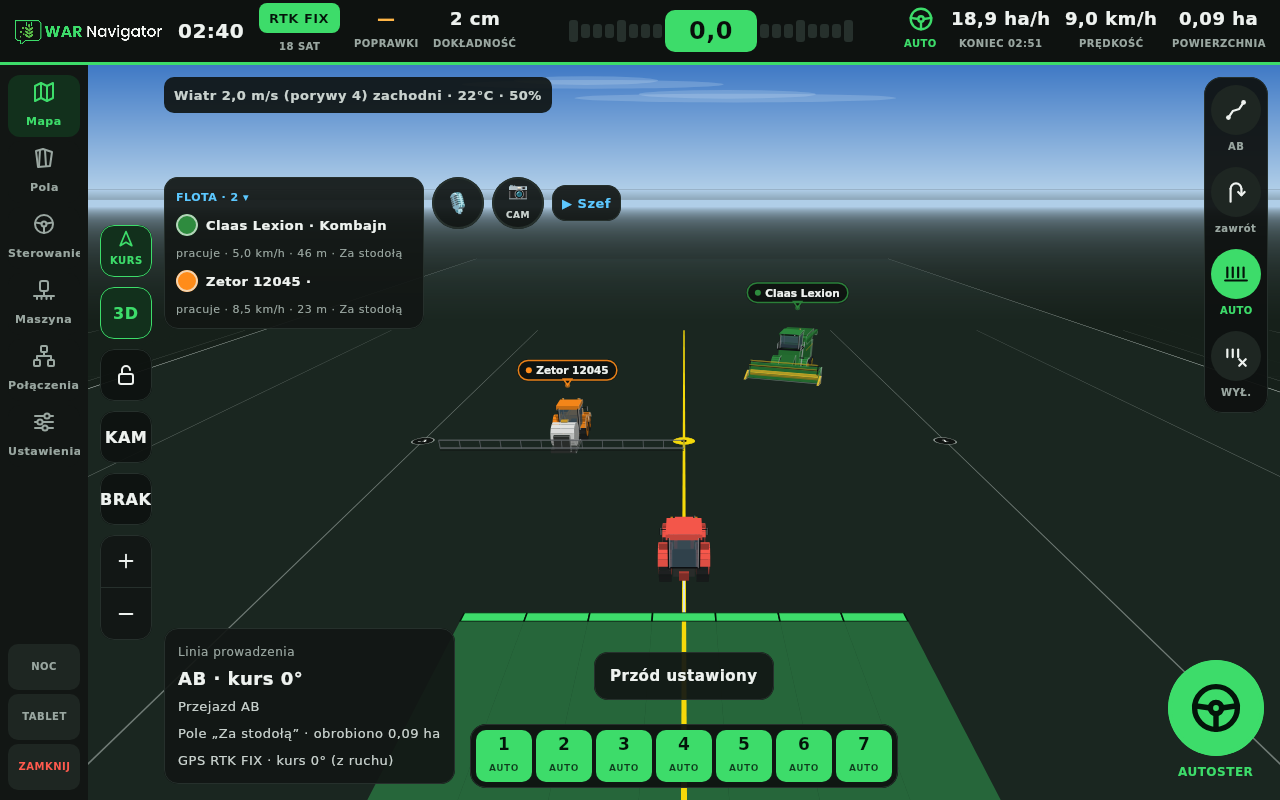 WAR Navigator
02:40
RTK FIX
18 SAT
—
POPRAWKI
2 cm
DOKŁADNOŚĆ
0,0
AUTO
18,9 ha/h
KONIEC 02:51
9,0 km/h
PRĘDKOŚĆ
0,09 ha
POWIERZCHNIA
Mapa
Pola
Sterowanie
Maszyna
Połączenia
Ustawienia
NOC
TABLET
ZAMKNIJ
Wiatr 2,0 m/s (porywy 4) zachodni · 22°C · 50%
FLOTA · 2 ▾
Claas Lexion · Kombajn
pracuje · 5,0 km/h · 46 m · Za stodołą
Zetor 12045 ·
pracuje · 8,5 km/h · 23 m · Za stodołą
CAM
▶ Szef
KURS
3D
KAM
BRAK
+
−
Claas Lexion
Zetor 12045
AB
zawrót
AUTO
WYŁ.
Linia prowadzenia
AB · kurs 0°
Przejazd AB
Pole „Za stodołą” · obrobiono 0,09 ha
GPS RTK FIX · kurs 0° (z ruchu)
Przód ustawiony
1 2 3 4 5 6 7
AUTO AUTO AUTO AUTO AUTO AUTO AUTO
AUTOSTER